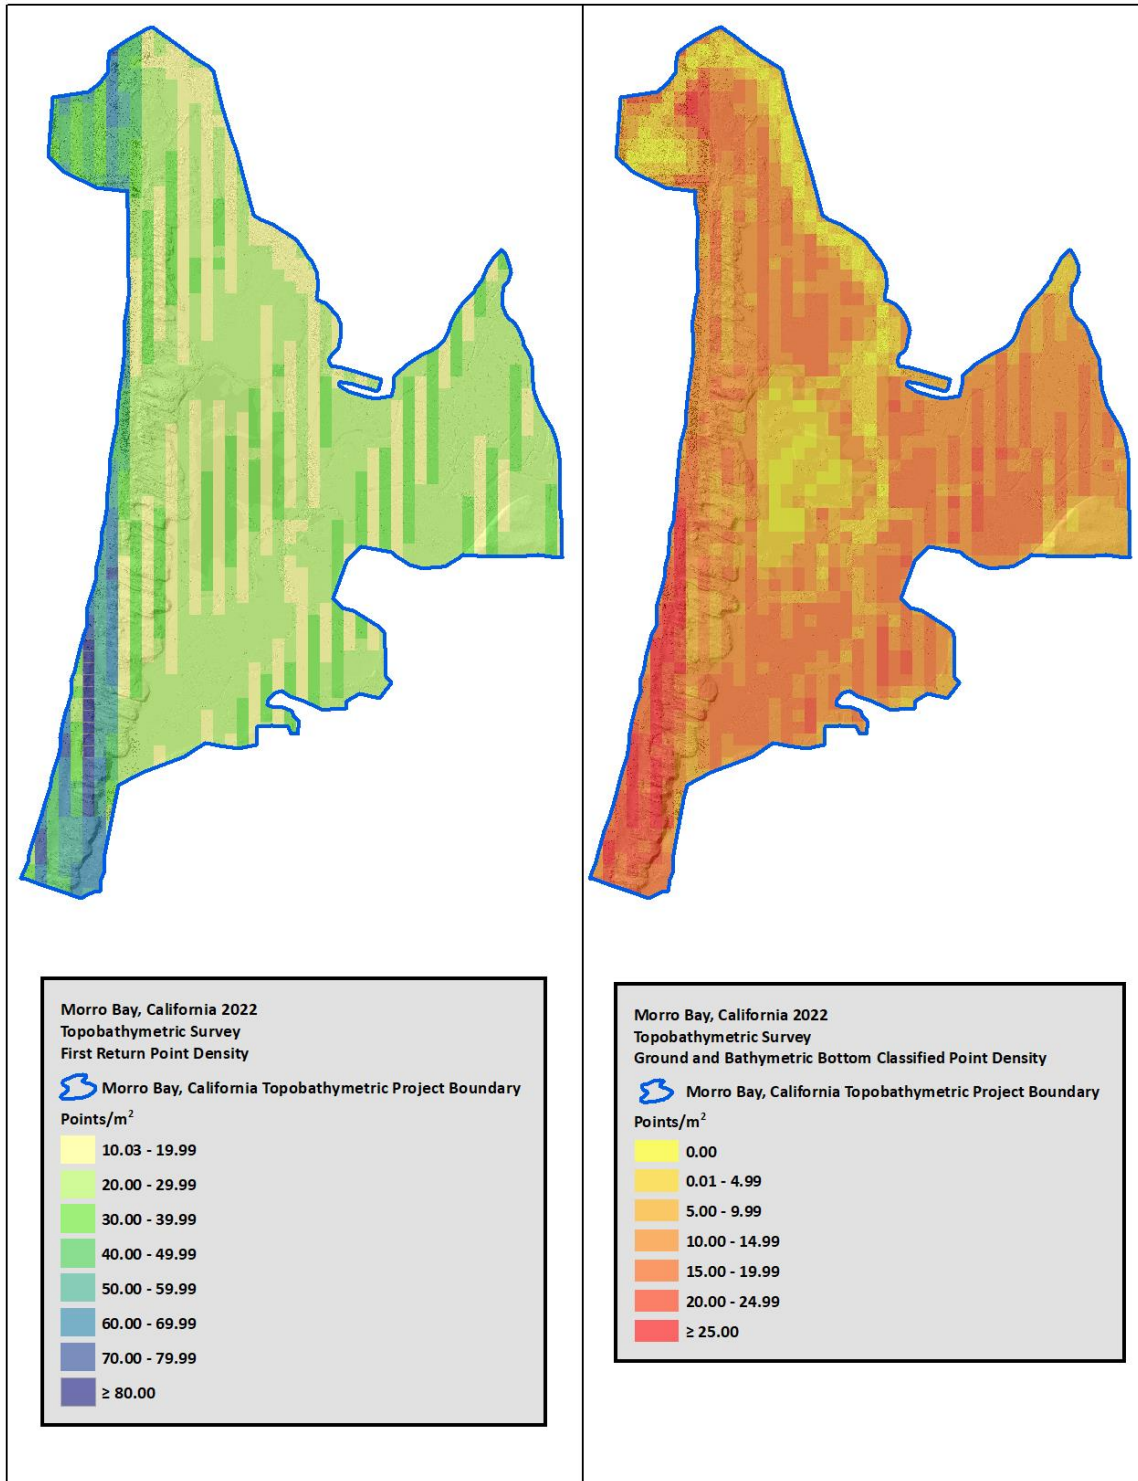 Morro Bay, California 2022
Topobathymetric Survey
First Return Point Density
Morro Bay, California Topobathymetric Project Boundary
Points/m²
10.03 - 19.99
20.00 - 29.99
30.00 - 39.99
40.00 - 49.99
50.00 - 59.99
60.00 - 69.99
70.00 - 79.99
≥ 80.00
Morro Bay, California 2022
Topobathymetric Survey
Ground and Bathymetric Bottom Classified Point Density
Morro Bay, California Topobathymetric Project Boundary
Points/m²
0.00
0.01 - 4.99
5.00 - 9.99
10.00 - 14.99
15.00 - 19.99
20.00 - 24.99
≥ 25.00